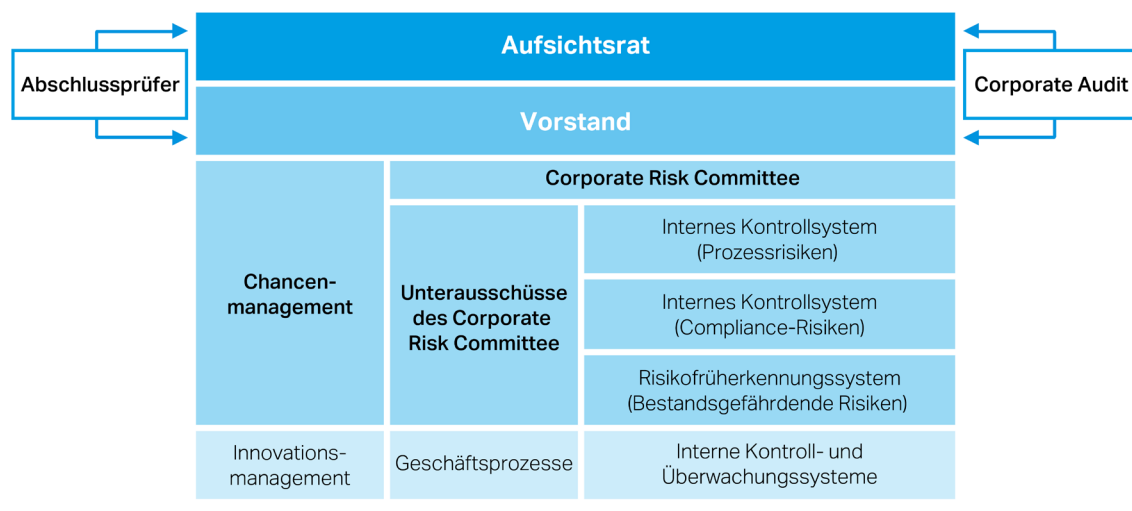 Aufsichtsrat
Abschlussprüfer
Corporate Audit
Vorstand
Corporate Risk Committee
Chancen-
management
Unterausschüsse
des Corporate
Risk Committee
Internes Kontrollsystem
(Prozessrisiken)
Internes Kontrollsystem
(Compliance-Risiken)
Risikofrüherkennungssystem
(Bestandsgefährdende Risiken)
Innovations-
management
Geschäftsprozesse
Interne Kontroll- und
Überwachungssysteme